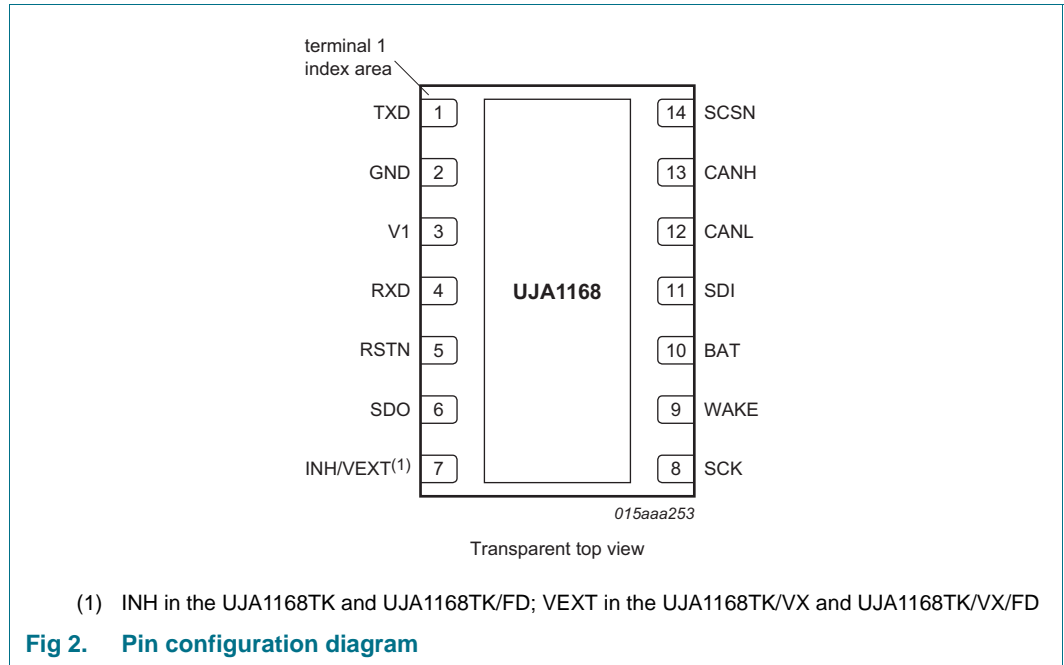 terminal 1
index area
TXD 1 14 SCSN
GND 2 13 CANH
V1 3 12 CANL
RXD 4 UJA1168 11 SDI
RSTN 5 10 BAT
SDO 6 9 WAKE
INH/VEXT(1) 7 8 SCK
015aaa253
Transparent top view
(1) INH in the UJA1168TK and UJA1168TK/FD; VEXT in the UJA1168TK/VX and UJA1168TK/VX/FD
Fig 2. Pin configuration diagram